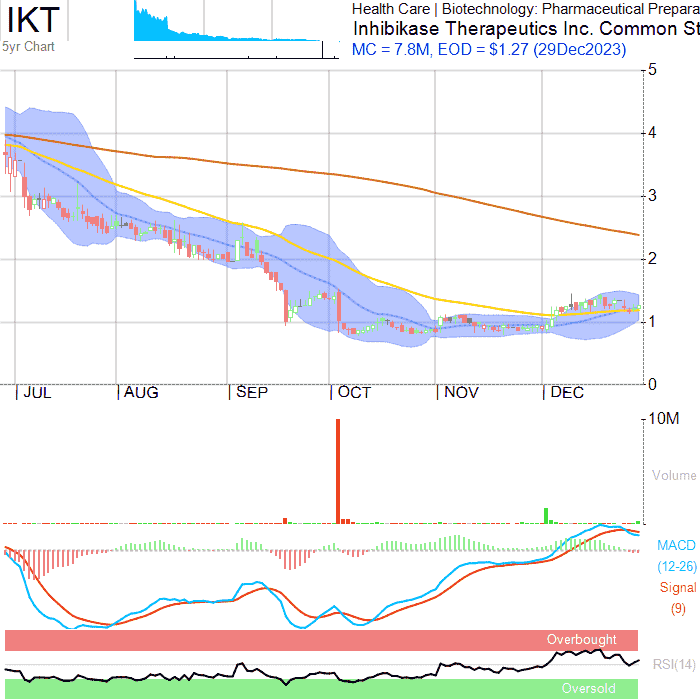 IKT
5yr Chart
Health Care | Biotechnology: Pharmaceutical Prepara
Inhibikase Therapeutics Inc. Common St
MC = 7.8M, EOD = $1.27 (29Dec2023)
5
4
3
2
1
0
JUL AUG SEP OCT NOV DEC
10M
Volume
MACD
(12-26)
Signal
(9)
Overbought
RSI(14)
Oversold